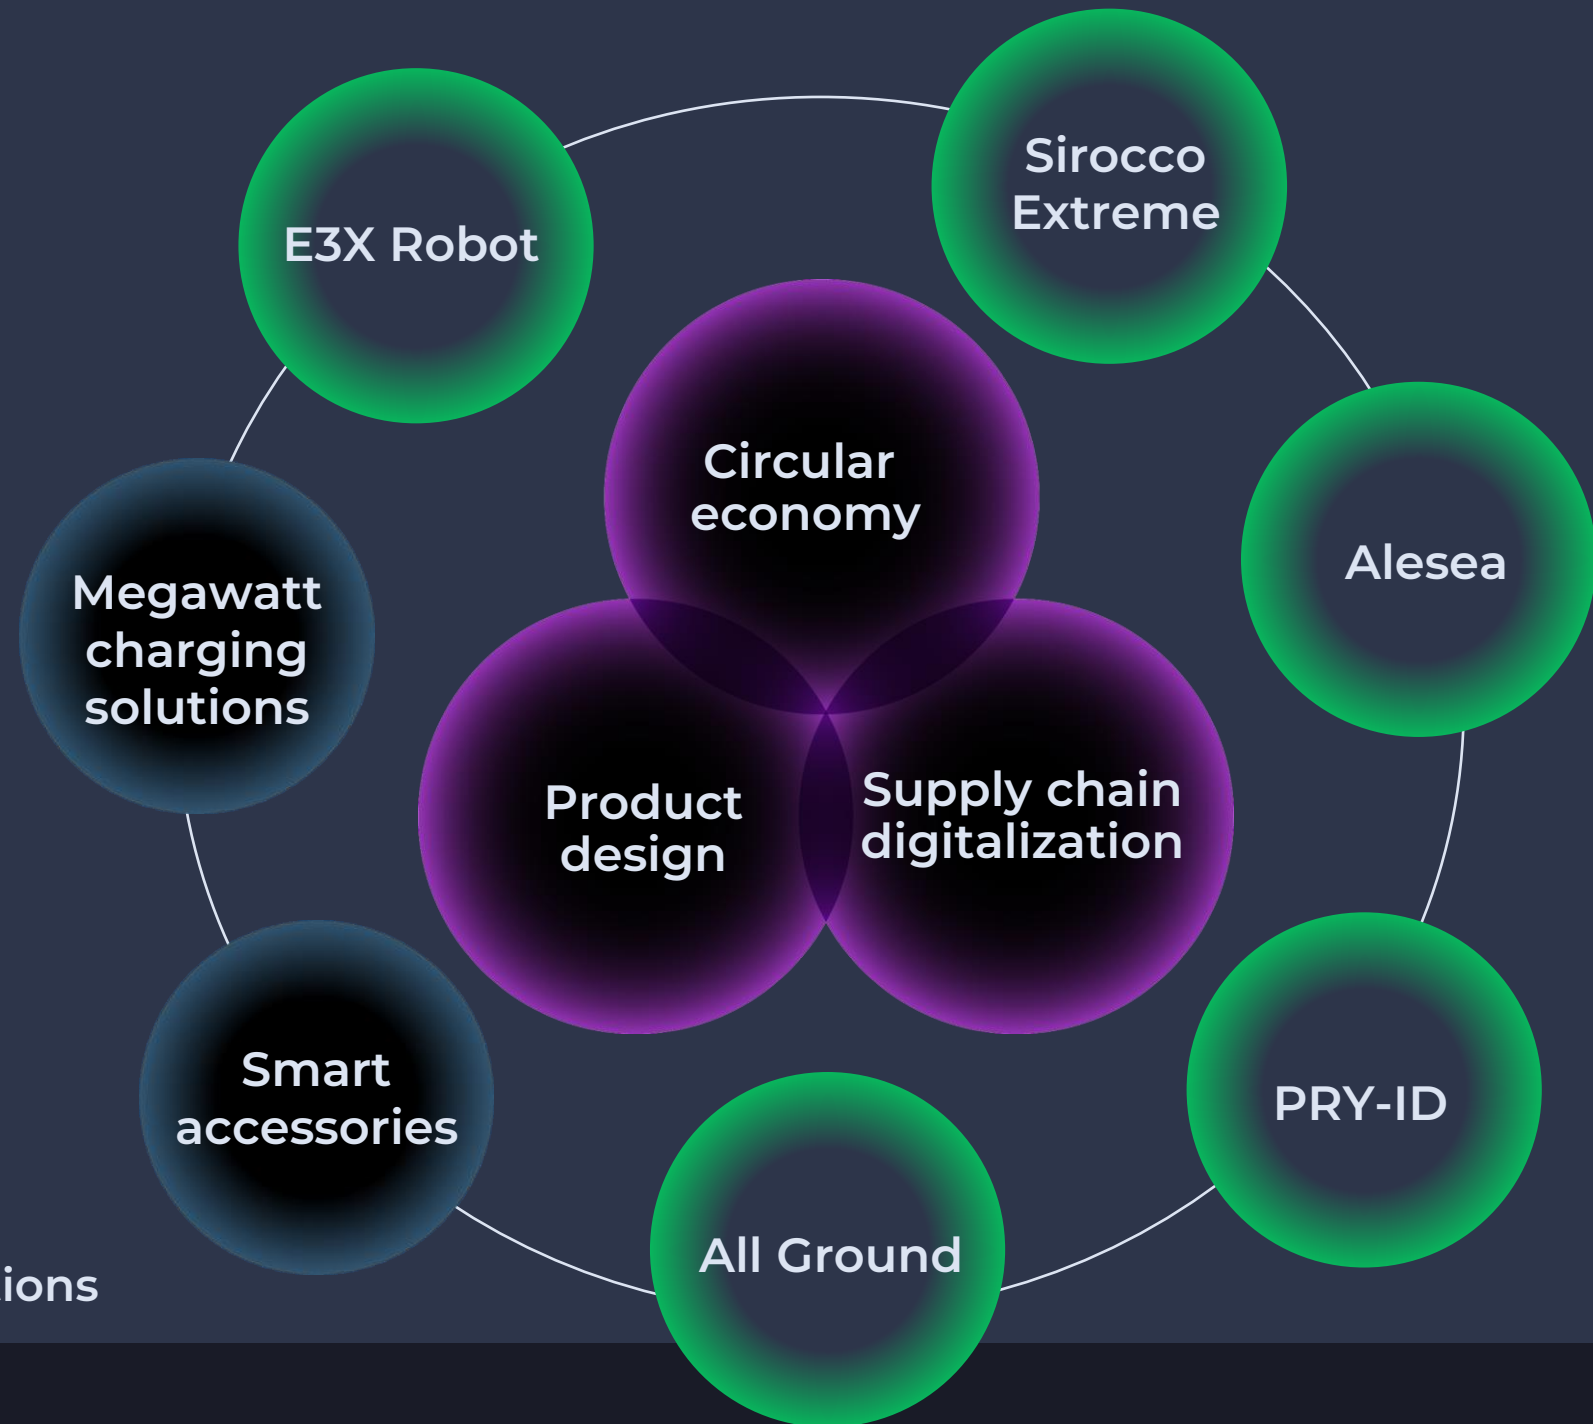 Sirocco
Extreme
E3X Robot
Circular
economy
Alesea
Megawatt
charging
solutions
Product
design
Supply chain
digitalization
Smart
accessories
PRY-ID
All Ground
ions